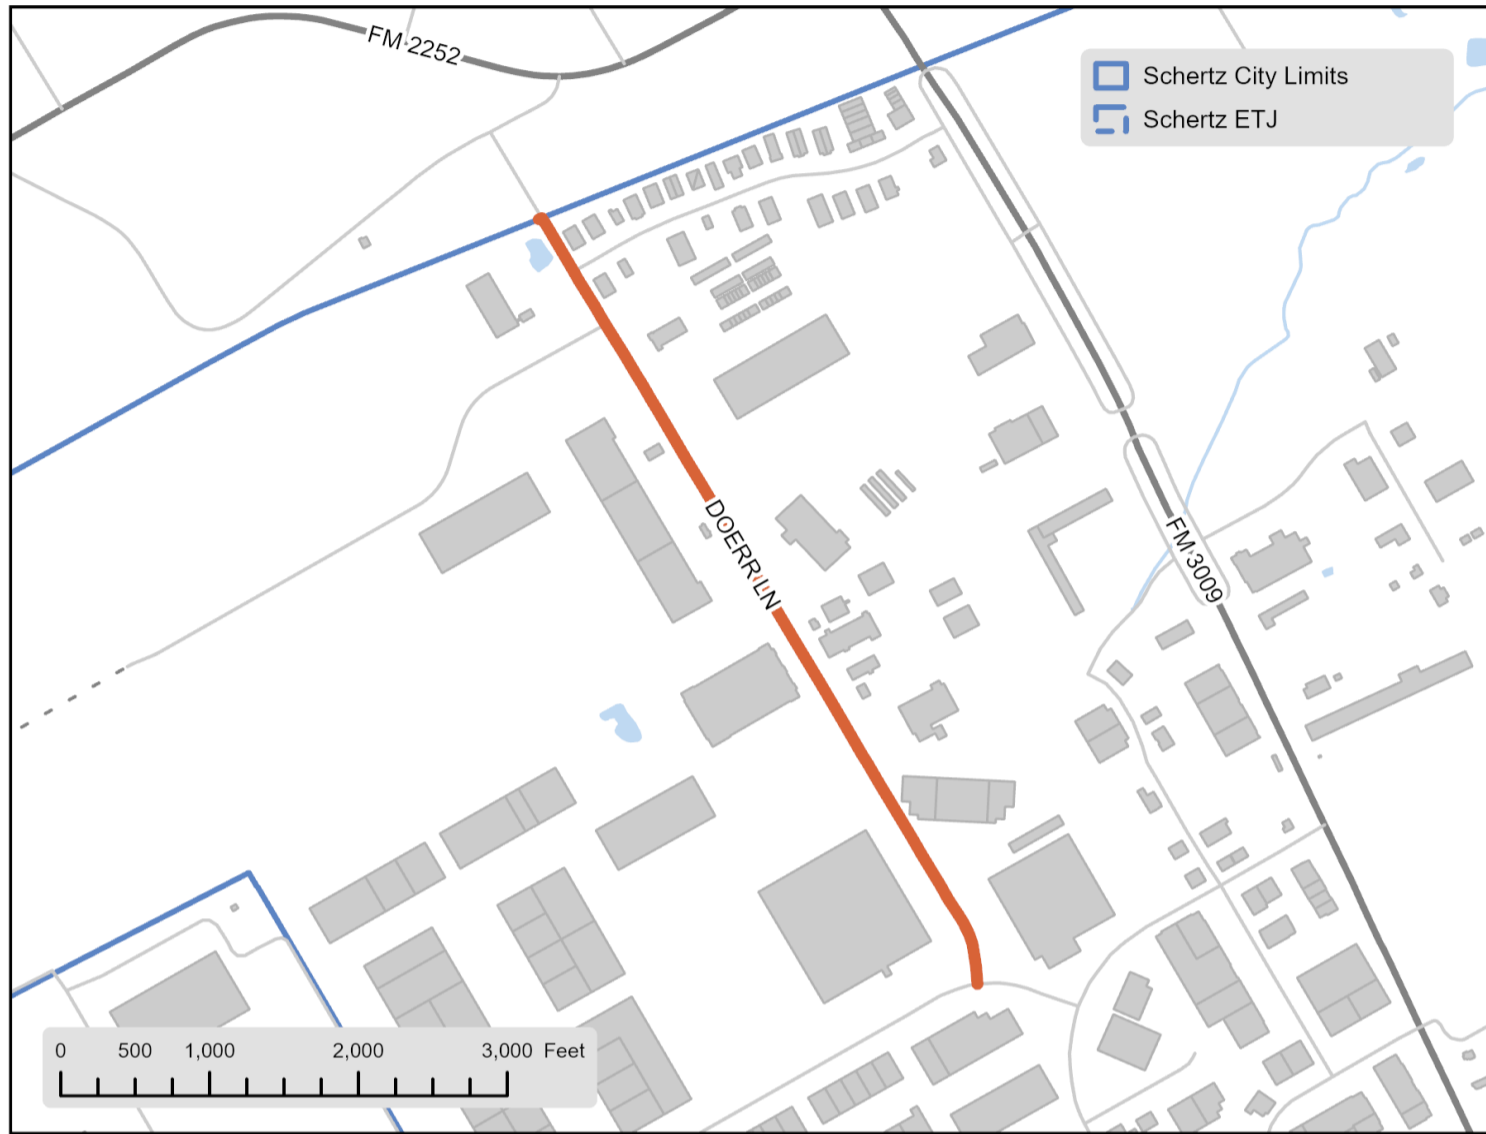 FM 2252
Schertz City Limits
Schertz ETJ
DOERR LN
FM 3009
0 500 1,000 2,000 3,000 Feet